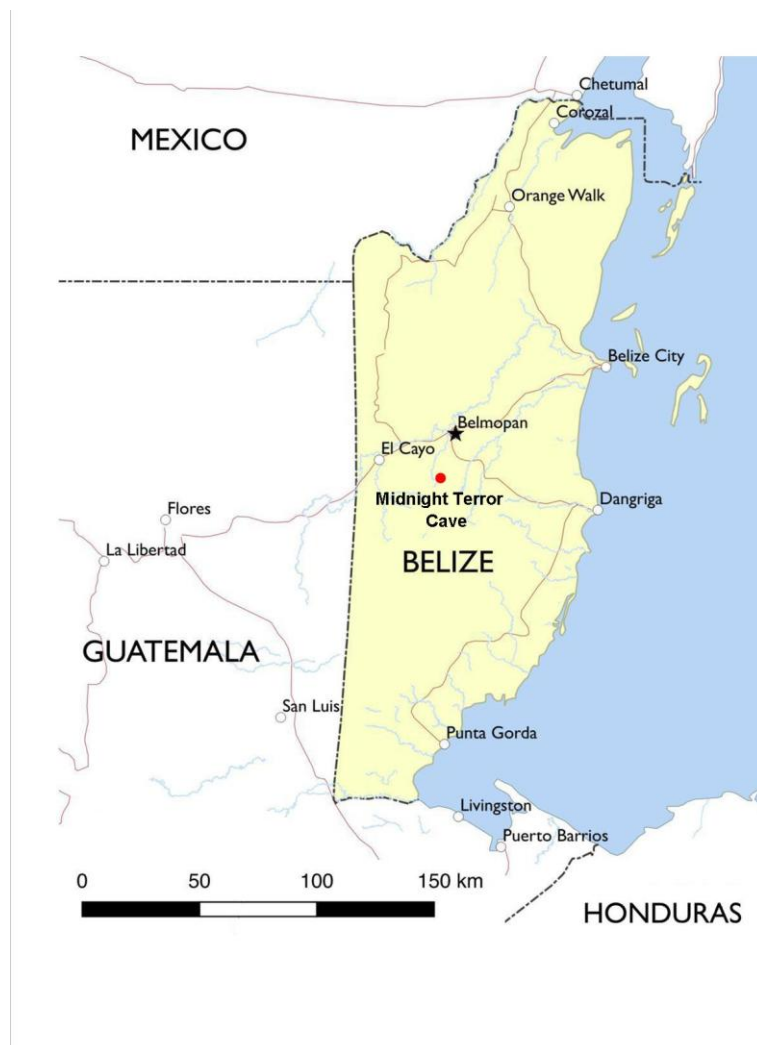 Chetumal
Corozal
MEXICO
Orange Walk
Belize City
Belmopan
El Cayo
Midnight Terror
Cave
Flores
Dangriga
La Libertad
BELIZE
GUATEMALA
San Luis
Punta Gorda
Livingston
Puerto Barrios
0 50 100 150 km
HONDURAS